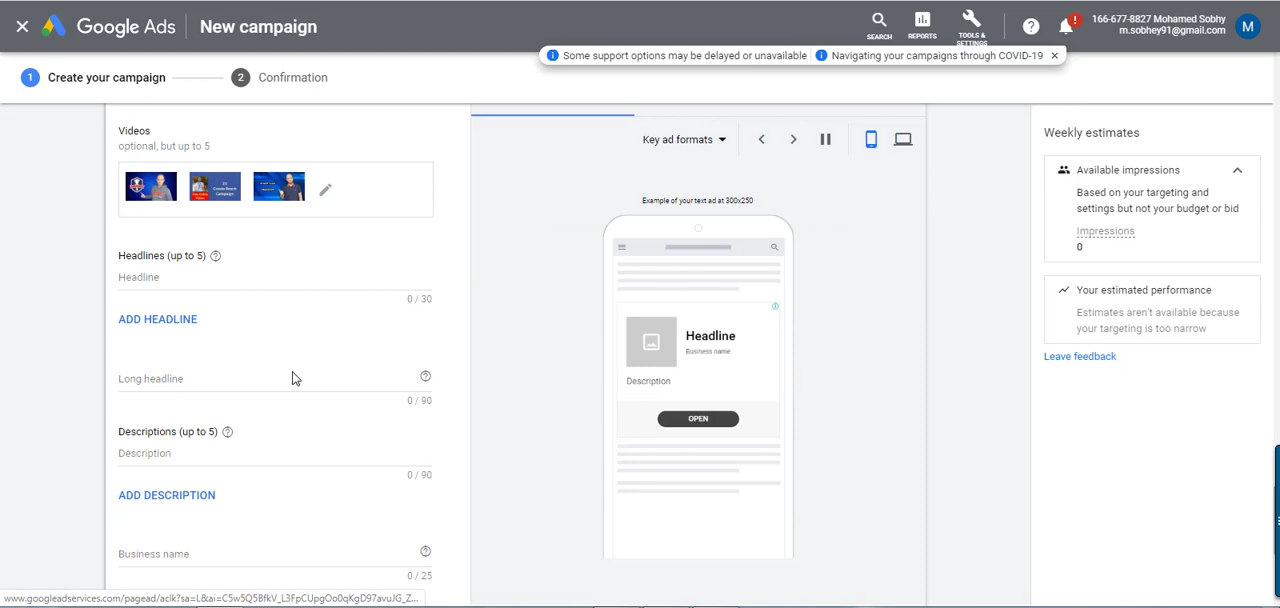 Google Ads
New campaign
SEARCH
REPORTS
TOOLS &
SETTINGS
?
!
166-677-8827 Mohamed Sobhy
m.sobhey91@gmail.com
M
Some support options may be delayed or unavailable
Navigating your campaigns through COVID-19
1 Create your campaign
2 Confirmation
Videos
optional, but up to 5
Headlines (up to 5)
Headline
0 / 30
ADD HEADLINE
Long headline
0 / 90
Descriptions (up to 5)
Description
0 / 90
ADD DESCRIPTION
Business name
0 / 25
www.googleadservices.com/pagead/aclk?sa=L&ai=C5w5Q5BfkV_L3FpCUpgOo0qKgD97avuJG_Z...
Key ad formats
Example of your text ad at 300x250
Headline
Business name
Description
OPEN
Weekly estimates
Available impressions
Based on your targeting and
settings but not your budget or bid
Impressions
0
Your estimated performance
Estimates aren't available because
your targeting is too narrow
Leave feedback